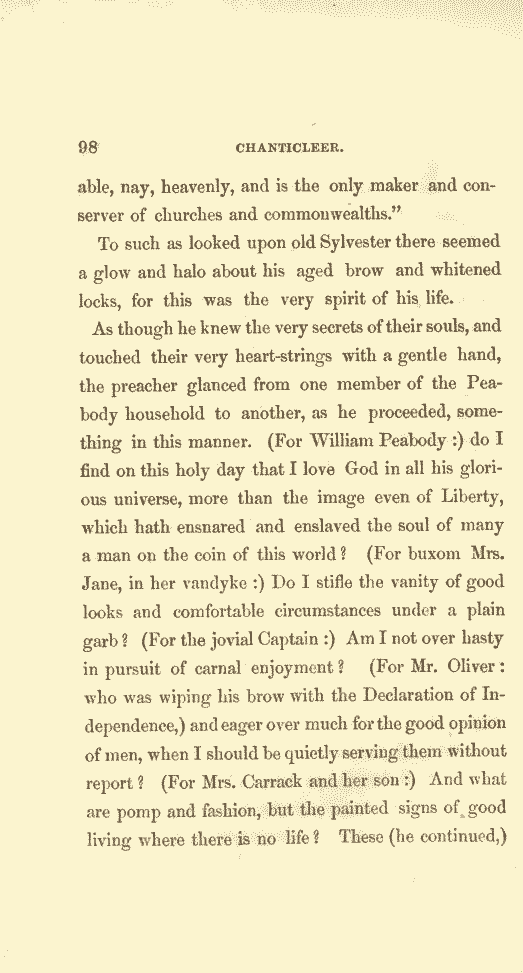 98 CHANTICLEER.
able, nay, heavenly, and is the only maker and con-
server of churches and commonwealths.”
To such as looked upon old Sylvester there seemed
a glow and halo about his aged brow and whitened
locks, for this was the very spirit of his life.
As though he knew the very secrets of their souls, and
touched their very heart-strings with a gentle hand,
the preacher glanced from one member of the Pea-
body household to another, as he proceeded, some-
thing in this manner. (For William Peabody :) do I
find on this holy day that I love God in all his glori-
ous universe, more than the image even of Liberty,
which hath ensnared and enslaved the soul of many
a man on the coin of this world? (For buxom Mrs.
Jane, in her vandyke :) Do I stifle the vanity of good
looks and comfortable circumstances under a plain
garb? (For the jovial Captain :) Am I not over hasty
in pursuit of carnal enjoyment? (For Mr. Oliver :
who was wiping his brow with the Declaration of In-
dependence,) and eager over much for the good opinion
of men, when I should be quietly serving them without
report? (For Mrs. Carrack and her son :) And what
are pomp and fashion, but the painted signs of good
living where there is no life? These (he continued,)